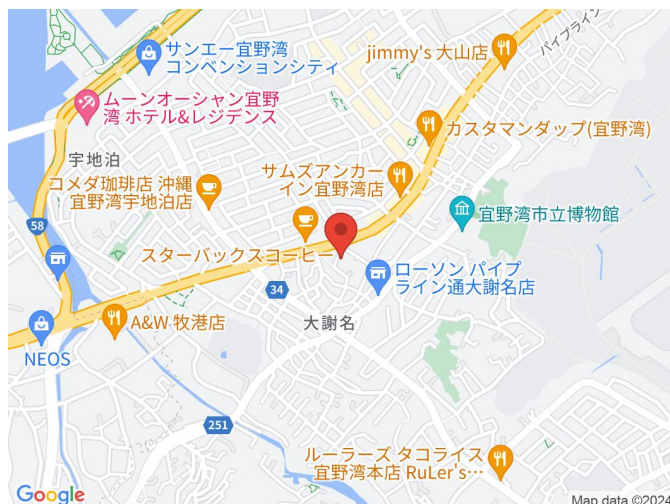 サンエー宜野湾
コンベンションシティ
jimmy's 大山店
パイプライン
ムーンオーシャン宜野
湾 ホテル&レジデンス
カスタマンダップ(宜野湾)
宇地泊
サムズアンカー
イン宜野湾店
コメダ珈琲店 沖縄
宜野湾宇地泊店
宜野湾市立博物館
58
スターバックスコーヒー
ローソン パイプ
ライン通大謝名店
34
A&W 牧港店
大謝名
NEOS
251
ルーラーズ タコライス
宜野湾本店 RuLer's…
Google
Map data ©2024